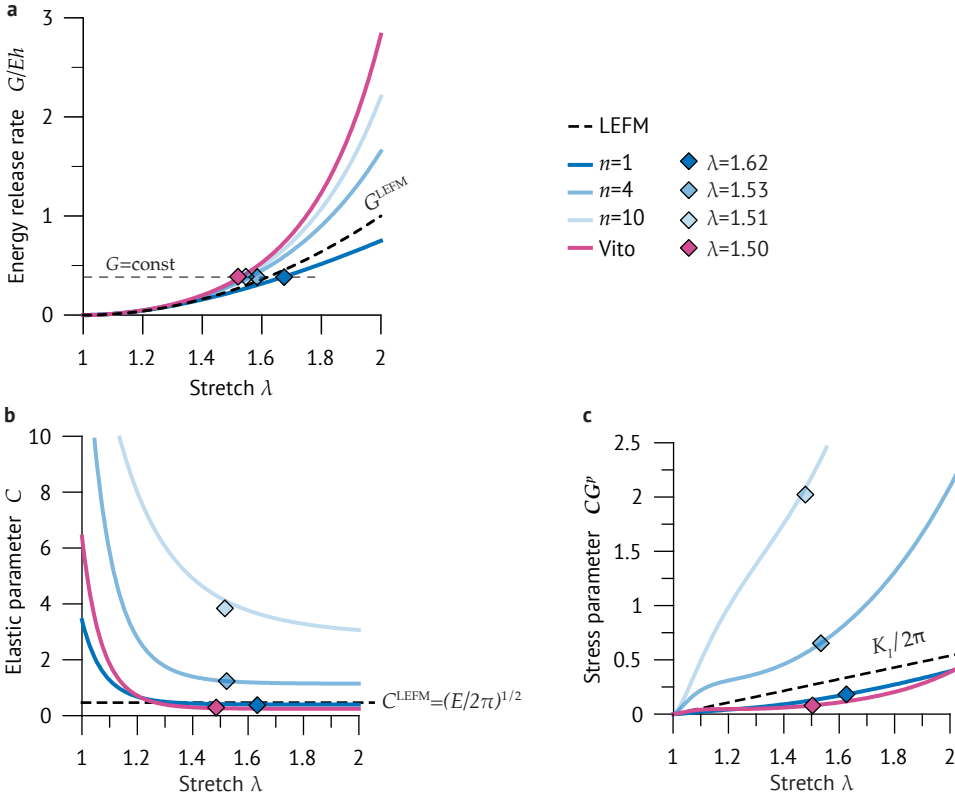 a
Energy release rate G/Eh
3
2
1
0
G=const
G^LEFM
1 1.2 1.4 1.6 1.8 2
Stretch λ
LEFM
n=1 λ=1.62
n=4 λ=1.53
n=10 λ=1.51
Vito λ=1.50
b
Elastic parameter C
10
8
6
4
2
0
C^LEFM=(E/2π)^1/2
1 1.2 1.4 1.6 1.8 2
Stretch λ
c
Stress parameter CG^p
2.5
2
1.5
1
0.5
0
K_I/2π
1 1.2 1.4 1.6 1.8 2
Stretch λ